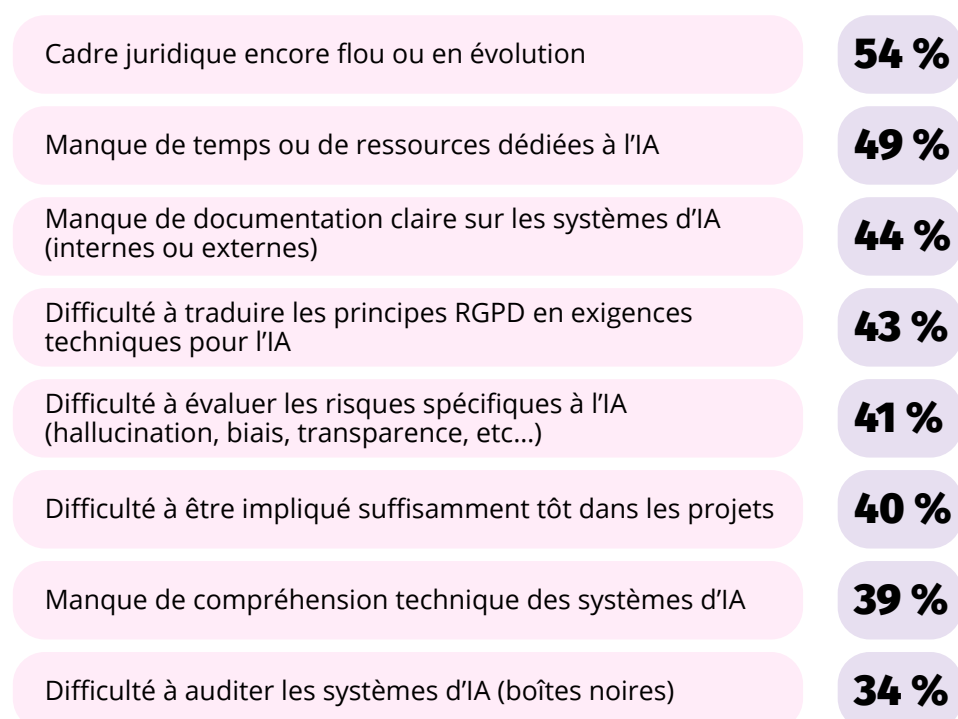 Cadre juridique encore flou ou en évolution
54 %
Manque de temps ou de ressources dédiées à l’IA
49 %
Manque de documentation claire sur les systèmes d’IA
(internes ou externes)
44 %
Difficulté à traduire les principes RGPD en exigences
techniques pour l’IA
43 %
Difficulté à évaluer les risques spécifiques à l’IA
(hallucination, biais, transparence, etc...)
41 %
Difficulté à être impliqué suffisamment tôt dans les projets
40 %
Manque de compréhension technique des systèmes d’IA
39 %
Difficulté à auditer les systèmes d’IA (boîtes noires)
34 %